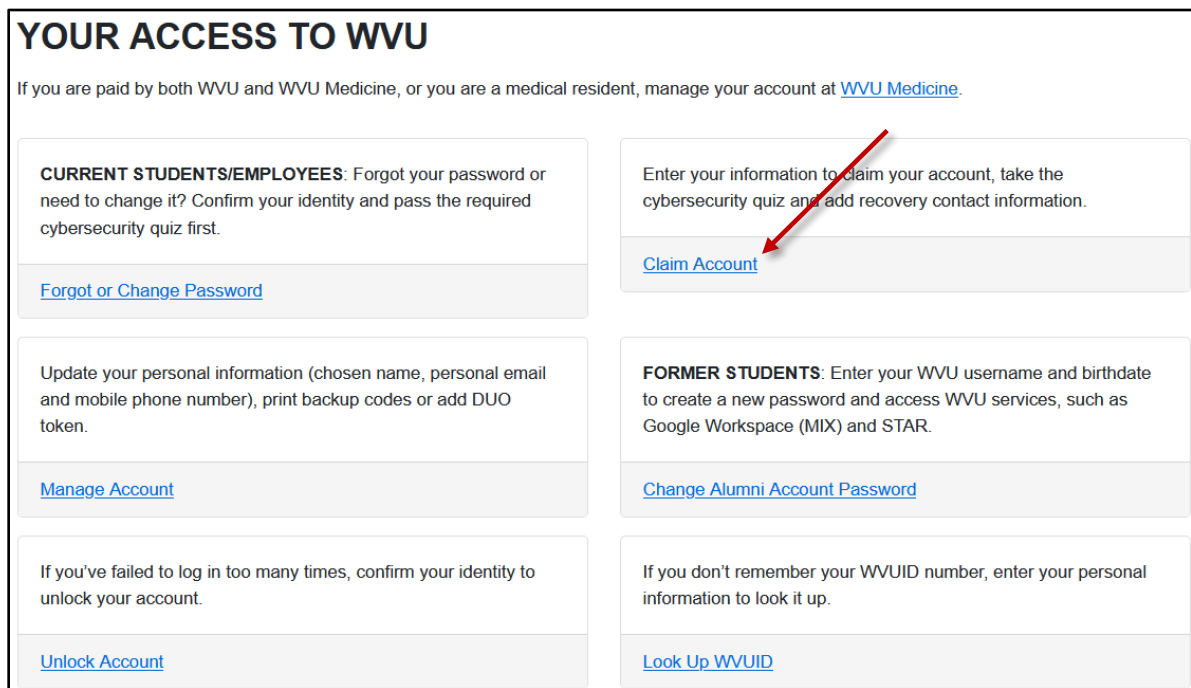 YOUR ACCESS TO WVU
If you are paid by both WVU and WVU Medicine, or you are a medical resident, manage your account at WVU Medicine.
CURRENT STUDENTS/EMPLOYEES: Forgot your password or
need to change it? Confirm your identity and pass the required
cybersecurity quiz first.
Forgot or Change Password
Enter your information to claim your account, take the
cybersecurity quiz and add recovery contact information.
Claim Account
Update your personal information (chosen name, personal email
and mobile phone number), print backup codes or add DUO
token.
Manage Account
FORMER STUDENTS: Enter your WVU username and birthdate
to create a new password and access WVU services, such as
Google Workspace (MIX) and STAR.
Change Alumni Account Password
If you’ve failed to log in too many times, confirm your identity to
unlock your account.
Unlock Account
If you don’t remember your WVUID number, enter your personal
information to look it up.
Look Up WVUID